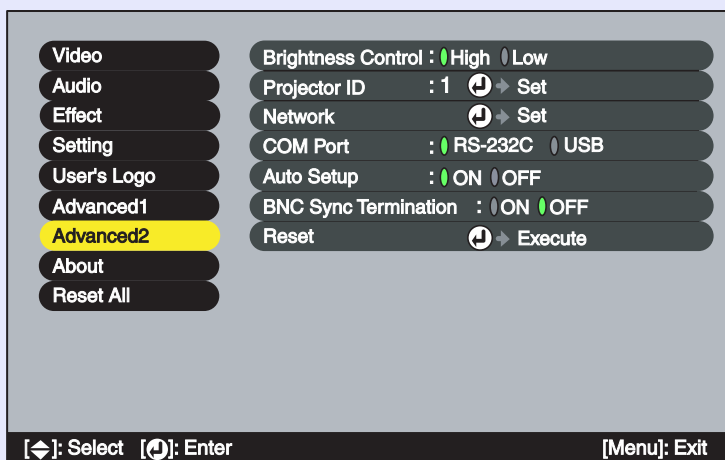 Video
Audio
Effect
Setting
User's Logo
Advanced1
Advanced2
About
Reset All
Brightness Control : High Low
Projector ID : 1 Set
Network Set
COM Port : RS-232C USB
Auto Setup : ON OFF
BNC Sync Termination : ON OFF
Reset Execute
[ ]: Select [ ]: Enter [Menu]: Exit